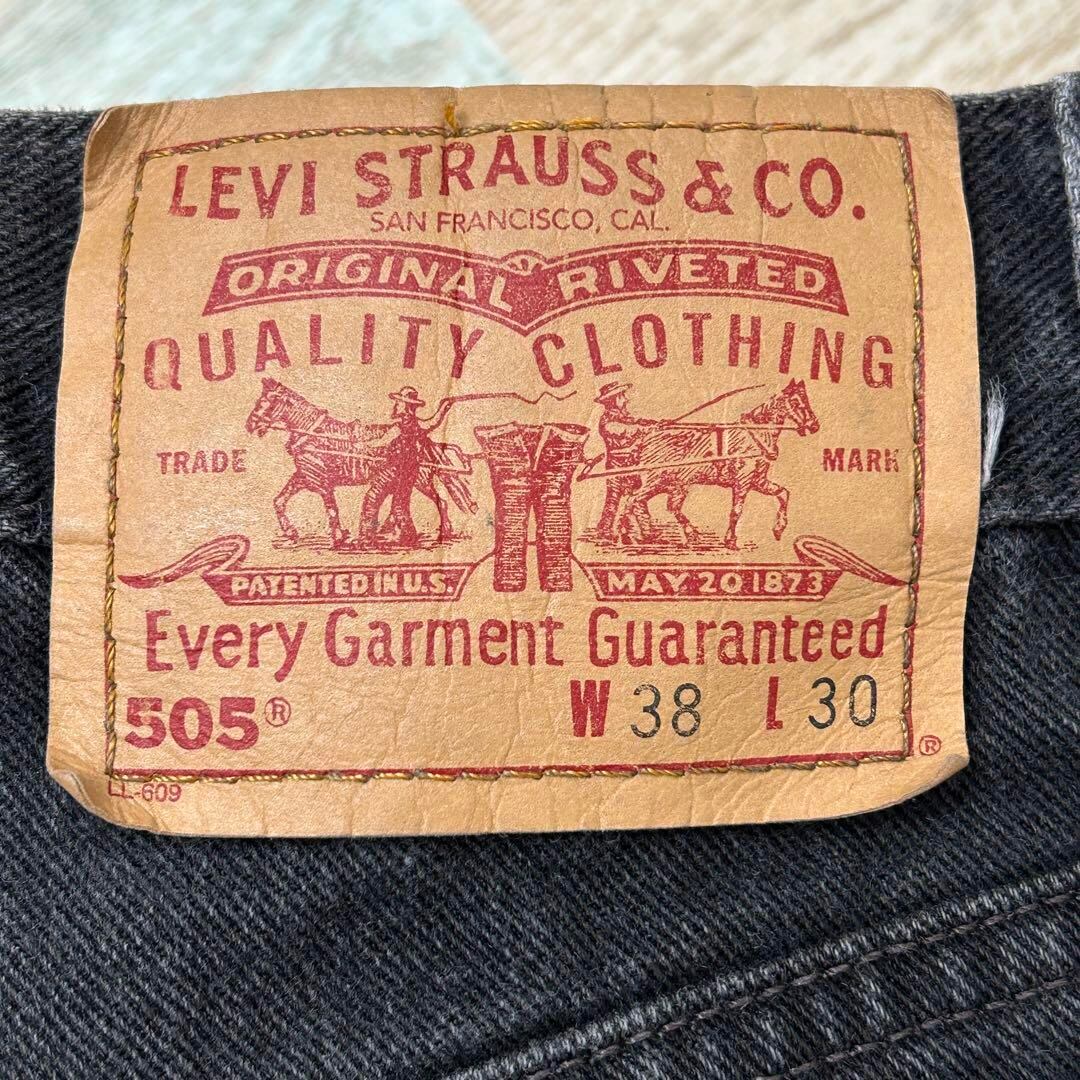 LEVI STRAUSS & CO.
SAN FRANCISCO, CAL.
ORIGINAL RIVETED
QUALITY CLOTHING
TRADE MARK
PATENTED IN U.S. MAY 20 1873
Every Garment Guaranteed
505® W 38 L 30
®
LL-609